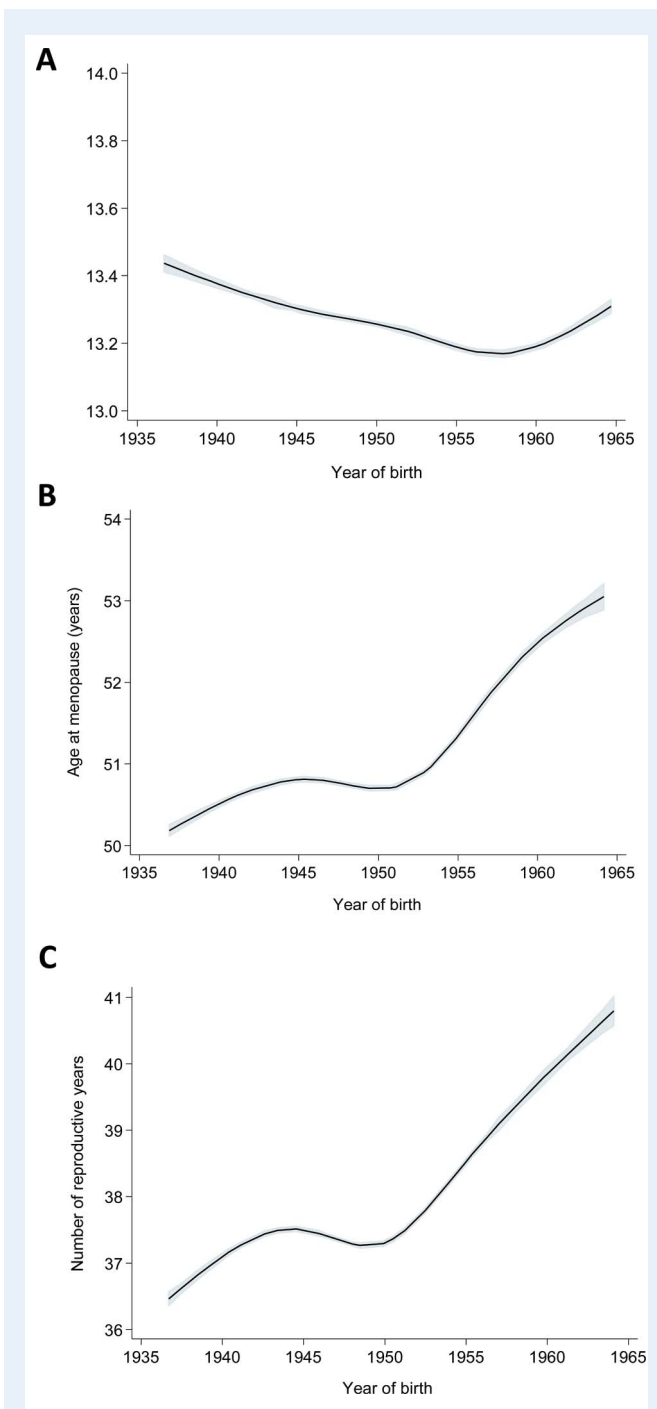 A
14.0
13.8
13.6
13.4
13.2
13.0
1935 1940 1945 1950 1955 1960 1965
Year of birth
B
Age at menopause (years)
54
53
52
51
50
1935 1940 1945 1950 1955 1960 1965
Year of birth
C
Number of reproductive years
41
40
39
38
37
36
1935 1940 1945 1950 1955 1960 1965
Year of birth